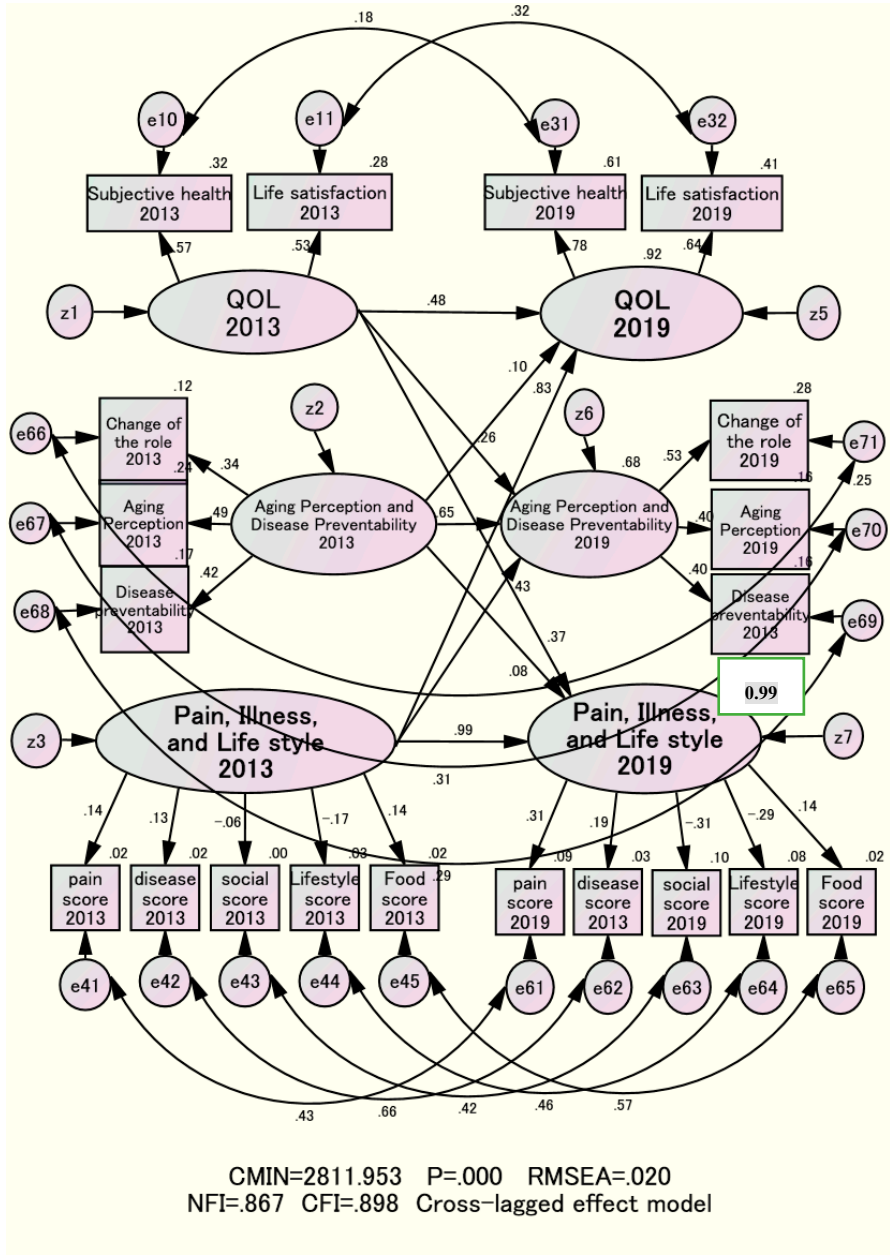 .18
.32
e10
e11
e31
e32
.32
.28
.61
.41
Subjective health
2013
Life satisfaction
2013
Subjective health
2019
Life satisfaction
2019
.57
.53
.78
.64
.92
z1
QOL
2013
.48
QOL
2019
z5
.10
.83
.12
z2
z6
.28
e66
Change of
the role
2013
.34
.26
.68
.53
Change of
the role
2019
e71
.24
.16
.25
e67
Aging
Perception
2013
.49
Aging Perception and
Disease Preventability
2013
.65
Aging Perception and
Disease Preventability
2019
.40
Aging
Perception
2019
e70
.17
.42
.43
.40
.16
e68
Disease
preventability
2013
Disease
preventability
2013
e69
.37
.08
0.99
z3
Pain, Illness,
and Life style
2013
.99
Pain, Illness,
and Life style
2019
z7
.31
.14
.13
-.06
-.17
.14
.31
.19
-.31
-.29
.14
.02
.02
.00
.03
.02
.29
.09
.03
.10
.08
.02
pain
score
2013
disease
score
2013
social
score
2013
Lifestyle
score
2013
Food
score
2013
pain
score
2019
disease
score
2013
social
score
2019
Lifestyle
score
2019
Food
score
2019
e41
e42
e43
e44
e45
e61
e62
e63
e64
e65
.43
.66
.42
.46
.57
CMIN=2811.953 P=.000 RMSEA=.020
NFI=.867 CFI=.898 Cross-lagged effect model